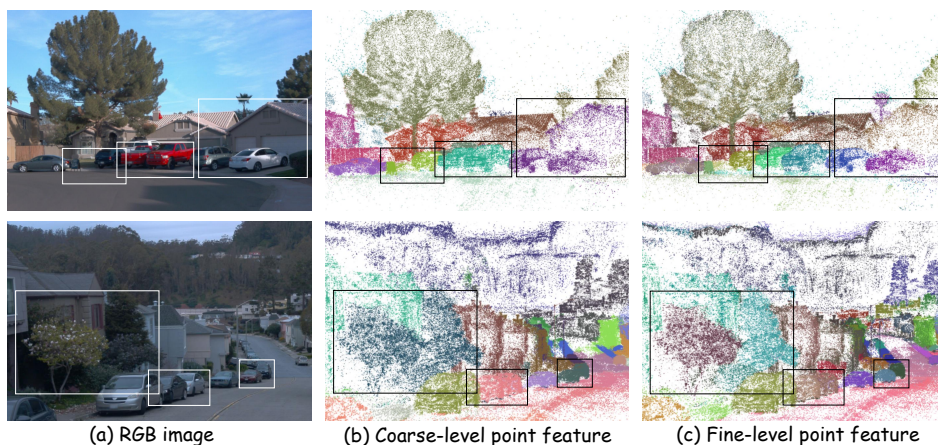 (a) RGB image
(b) Coarse-level point feature
(c) Fine-level point feature